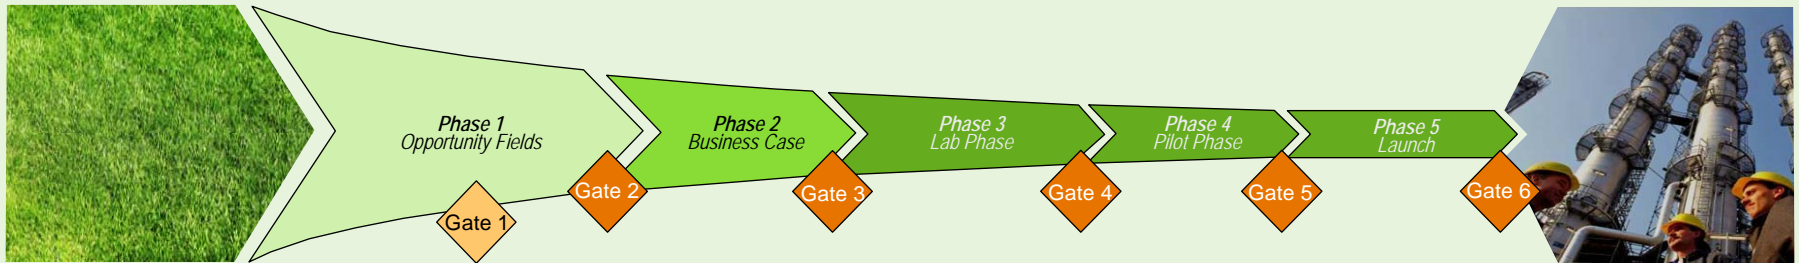 Phase 1
Opportunity Fields
Phase 2
Business Case
Phase 3
Lab Phase
Phase 4
Pilot Phase
Phase 5
Launch
Gate 1
Gate 2
Gate 3
Gate 4
Gate 5
Gate 6